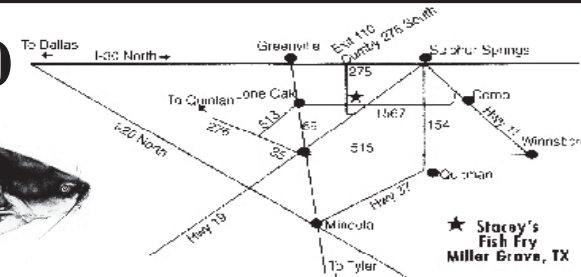 To Dallas
I-30 North
Greenville
Exit 110
Cumby 275 South
Sulphur Springs
275
To Quinlan
Lone Oak
Como
1567
513
69
276
154
Hwy 11
I-20 North
515
Winnsboro
Quitman
Hwy 19
Hwy 37
Mineola
Stacey's
Fish Fry
Miller Grove, TX
To Tyler